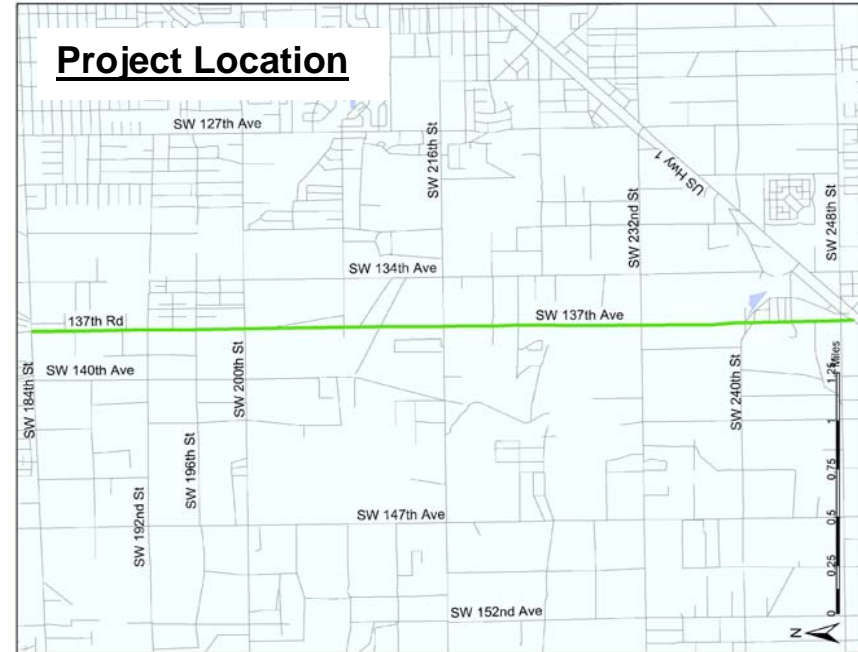 Project Location
SW 127th Ave
SW 216th St
US Hwy 1
SW 232nd St
SW 248th St
SW 134th Ave
137th Rd
SW 137th Ave
SW 184th St
SW 140th Ave
SW 200th St
SW 240th St
SW 196th St
SW 192nd St
SW 147th Ave
SW 152nd Ave
0 0.25 0.5 0.75 1 1.25
Miles
N